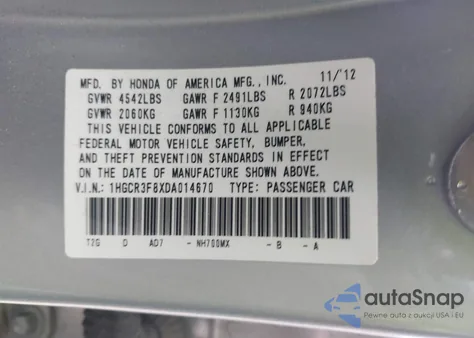 MFD. BY HONDA OF AMERICA MFG., INC. 11/'12
GVWR 4542LBS GAWR F 2491LBS R 2072LBS
GVWR 2060KG GAWR F 1130KG R 940KG
THIS VEHICLE CONFORMS TO ALL APPLICABLE
FEDERAL MOTOR VEHICLE SAFETY, BUMPER,
AND THEFT PREVENTION STANDARDS IN EFFECT
ON THE DATE OF MANUFACTURE SHOWN ABOVE.
V.I.N.: 1HGCR3F8XDA014670 TYPE: PASSENGER CAR
T2G D AD7 - NH700MX - B - A
autoSnap
Pewne auta z aukcji USA i EU